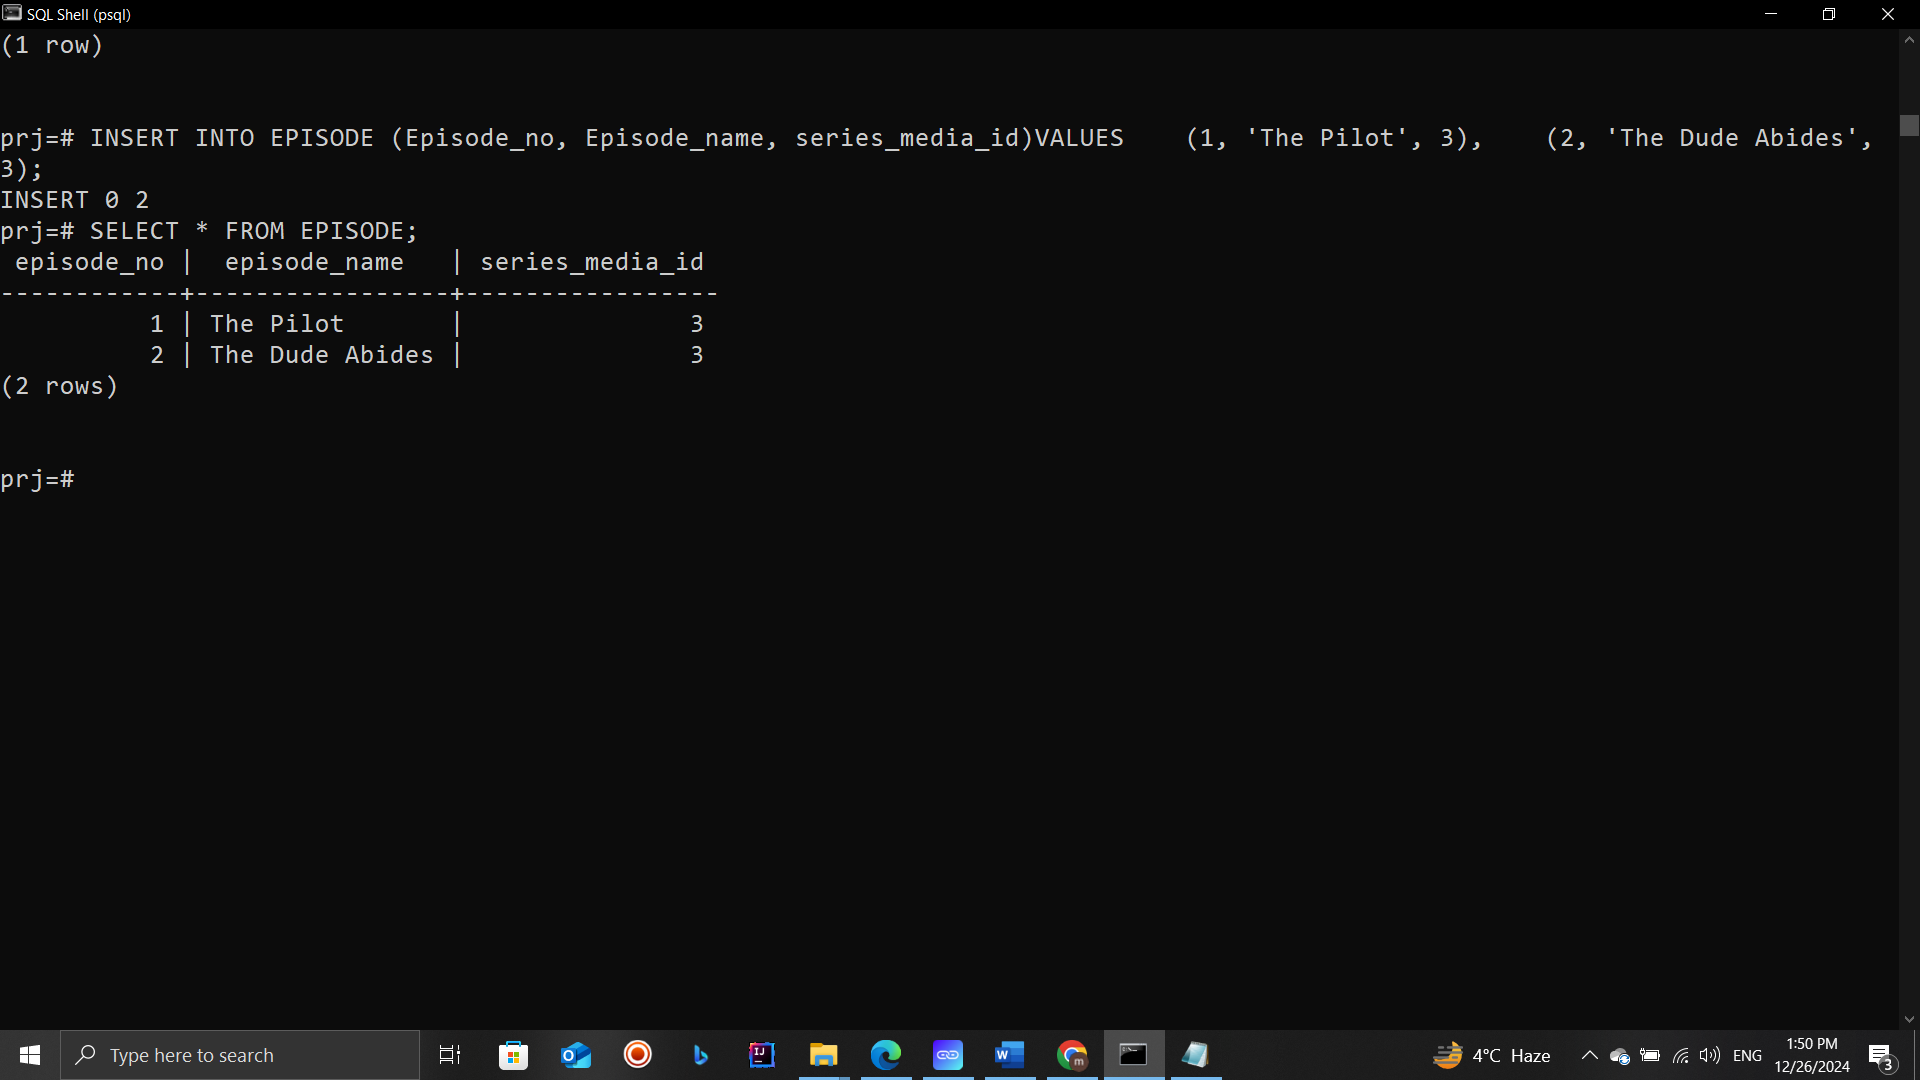 SQL Shell (psql)
(1 row)
prj=# INSERT INTO EPISODE (Episode_no, Episode_name, series_media_id)VALUES    (1, 'The Pilot', 3),    (2, 'The Dude Abides',
3);
INSERT 0 2
prj=# SELECT * FROM EPISODE;
 episode_no |  episode_name   | series_media_id
------------+-----------------+-----------------
          1 | The Pilot       |               3
          2 | The Dude Abides |               3
(2 rows)
prj=#
Type here to search
4°C Haze
ENG
1:50 PM
12/26/2024
3